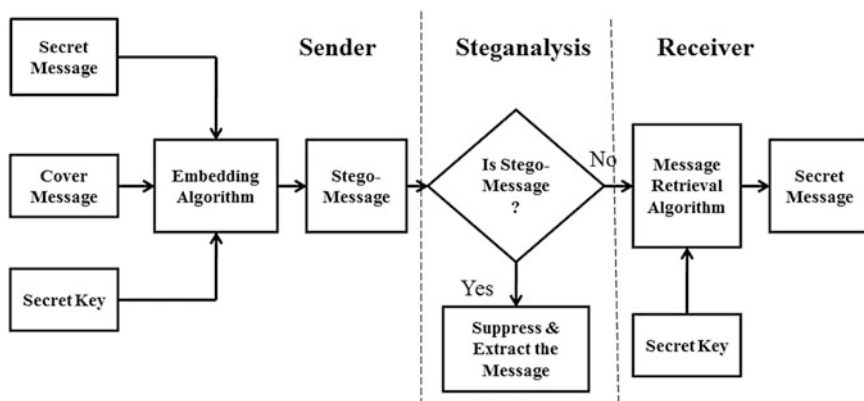 Secret
Message
Sender
Steganalysis
Receiver
Cover
Message
Embedding
Algorithm
Stego-
Message
Is Stego-
Message
?
No
Message
Retrieval
Algorithm
Secret
Message
Secret Key
Yes
Suppress &
Extract the
Message
Secret Key